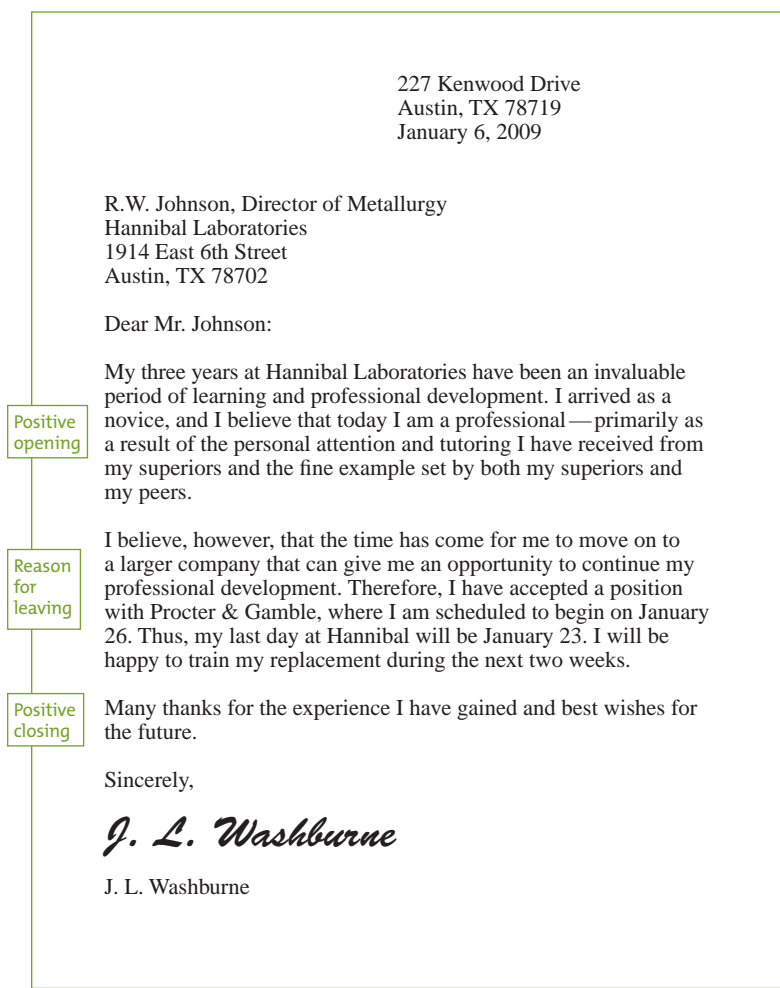 227 Kenwood Drive
Austin, TX 78719
January 6, 2009
R.W. Johnson, Director of Metallurgy
Hannibal Laboratories
1914 East 6th Street
Austin, TX 78702
Dear Mr. Johnson:
Positive
opening
My three years at Hannibal Laboratories have been an invaluable
period of learning and professional development. I arrived as a
novice, and I believe that today I am a professional — primarily as
a result of the personal attention and tutoring I have received from
my superiors and the fine example set by both my superiors and
my peers.
Reason
for
leaving
I believe, however, that the time has come for me to move on to
a larger company that can give me an opportunity to continue my
professional development. Therefore, I have accepted a position
with Procter & Gamble, where I am scheduled to begin on January
26. Thus, my last day at Hannibal will be January 23. I will be
happy to train my replacement during the next two weeks.
Positive
closing
Many thanks for the experience I have gained and best wishes for
the future.
Sincerely,
J. L. Washburne
J. L. Washburne